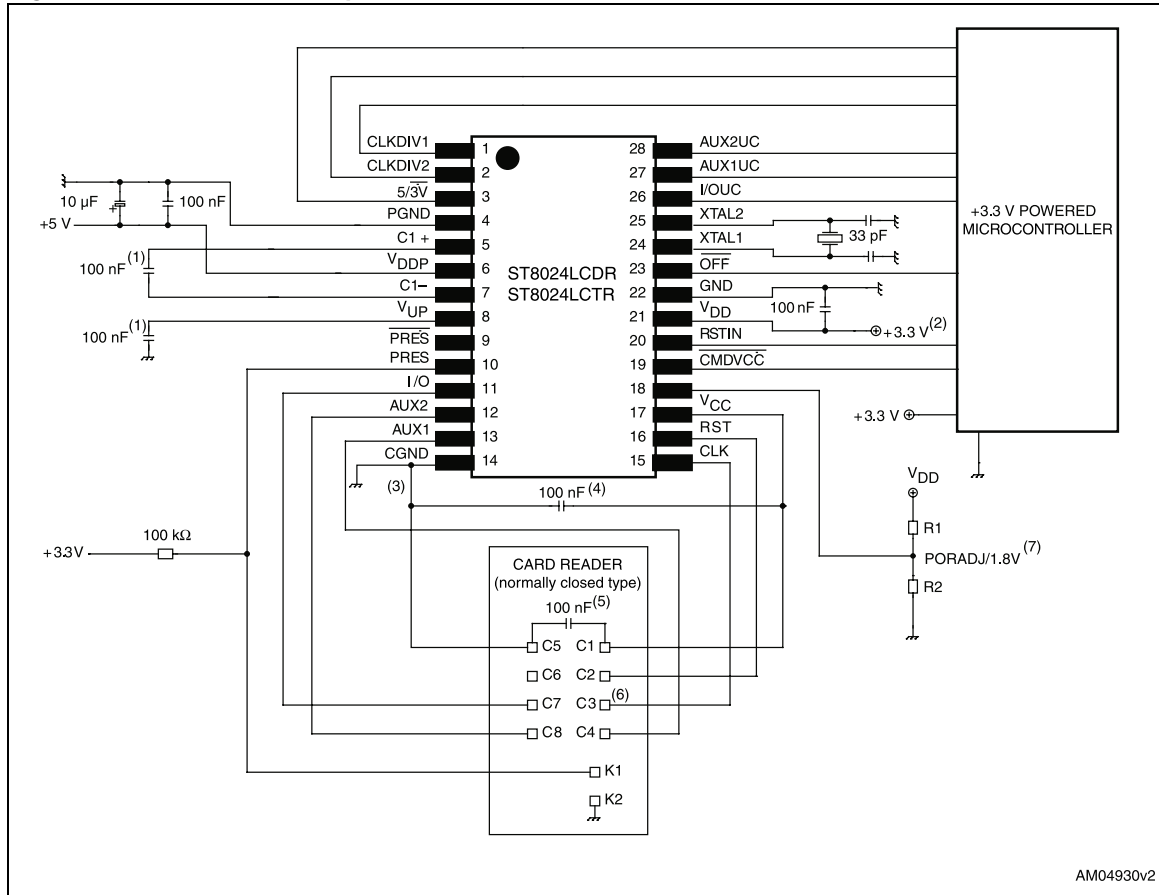 CLKDIV1
CLKDIV2
5/3V
PGND
C1 +
VDDP
C1–
VUP
PRES
PRES
I/O
AUX2
AUX1
CGND
1
2
3
4
5
6
7
8
9
10
11
12
13
14
ST8024LCDR
ST8024LCTR
28
27
26
25
24
23
22
21
20
19
18
17
16
15
AUX2UC
AUX1UC
I/OUC
XTAL2
XTAL1
OFF
GND
VDD
RSTIN
CMDVCC
VCC
RST
CLK
10 µF
+
100 nF
+5 V
100 nF (1)
100 nF (1)
33 pF
100 nF
+3.3 V (2)
+3.3 V POWERED
MICROCONTROLLER
+3.3 V
VDD
R1
PORADJ/1.8V (7)
R2
(3)
100 nF (4)
+3.3V
100 kΩ
CARD READER
(normally closed type)
100 nF (5)
C5 C1
C6 C2
C7 C3 (6)
C8 C4
K1
K2
AM04930v2